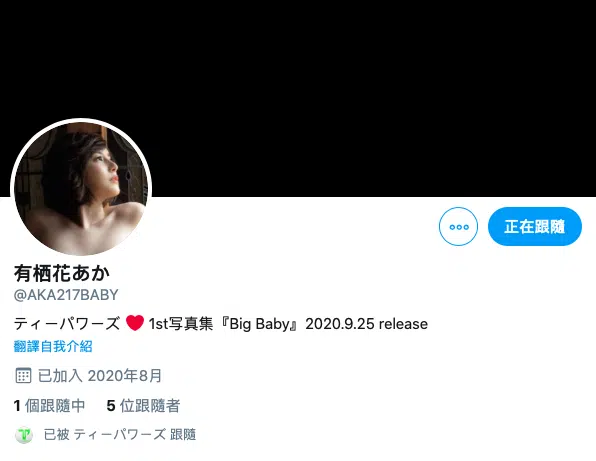 正在跟隨
有栖花あか
@AKA217BABY
ティーパワーズ ❤ 1st写真集『Big Baby』2020.9.25 release
翻譯自我介紹
已加入 2020年8月
1 個跟隨中 5 位跟隨者
已被 ティーパワーズ 跟隨